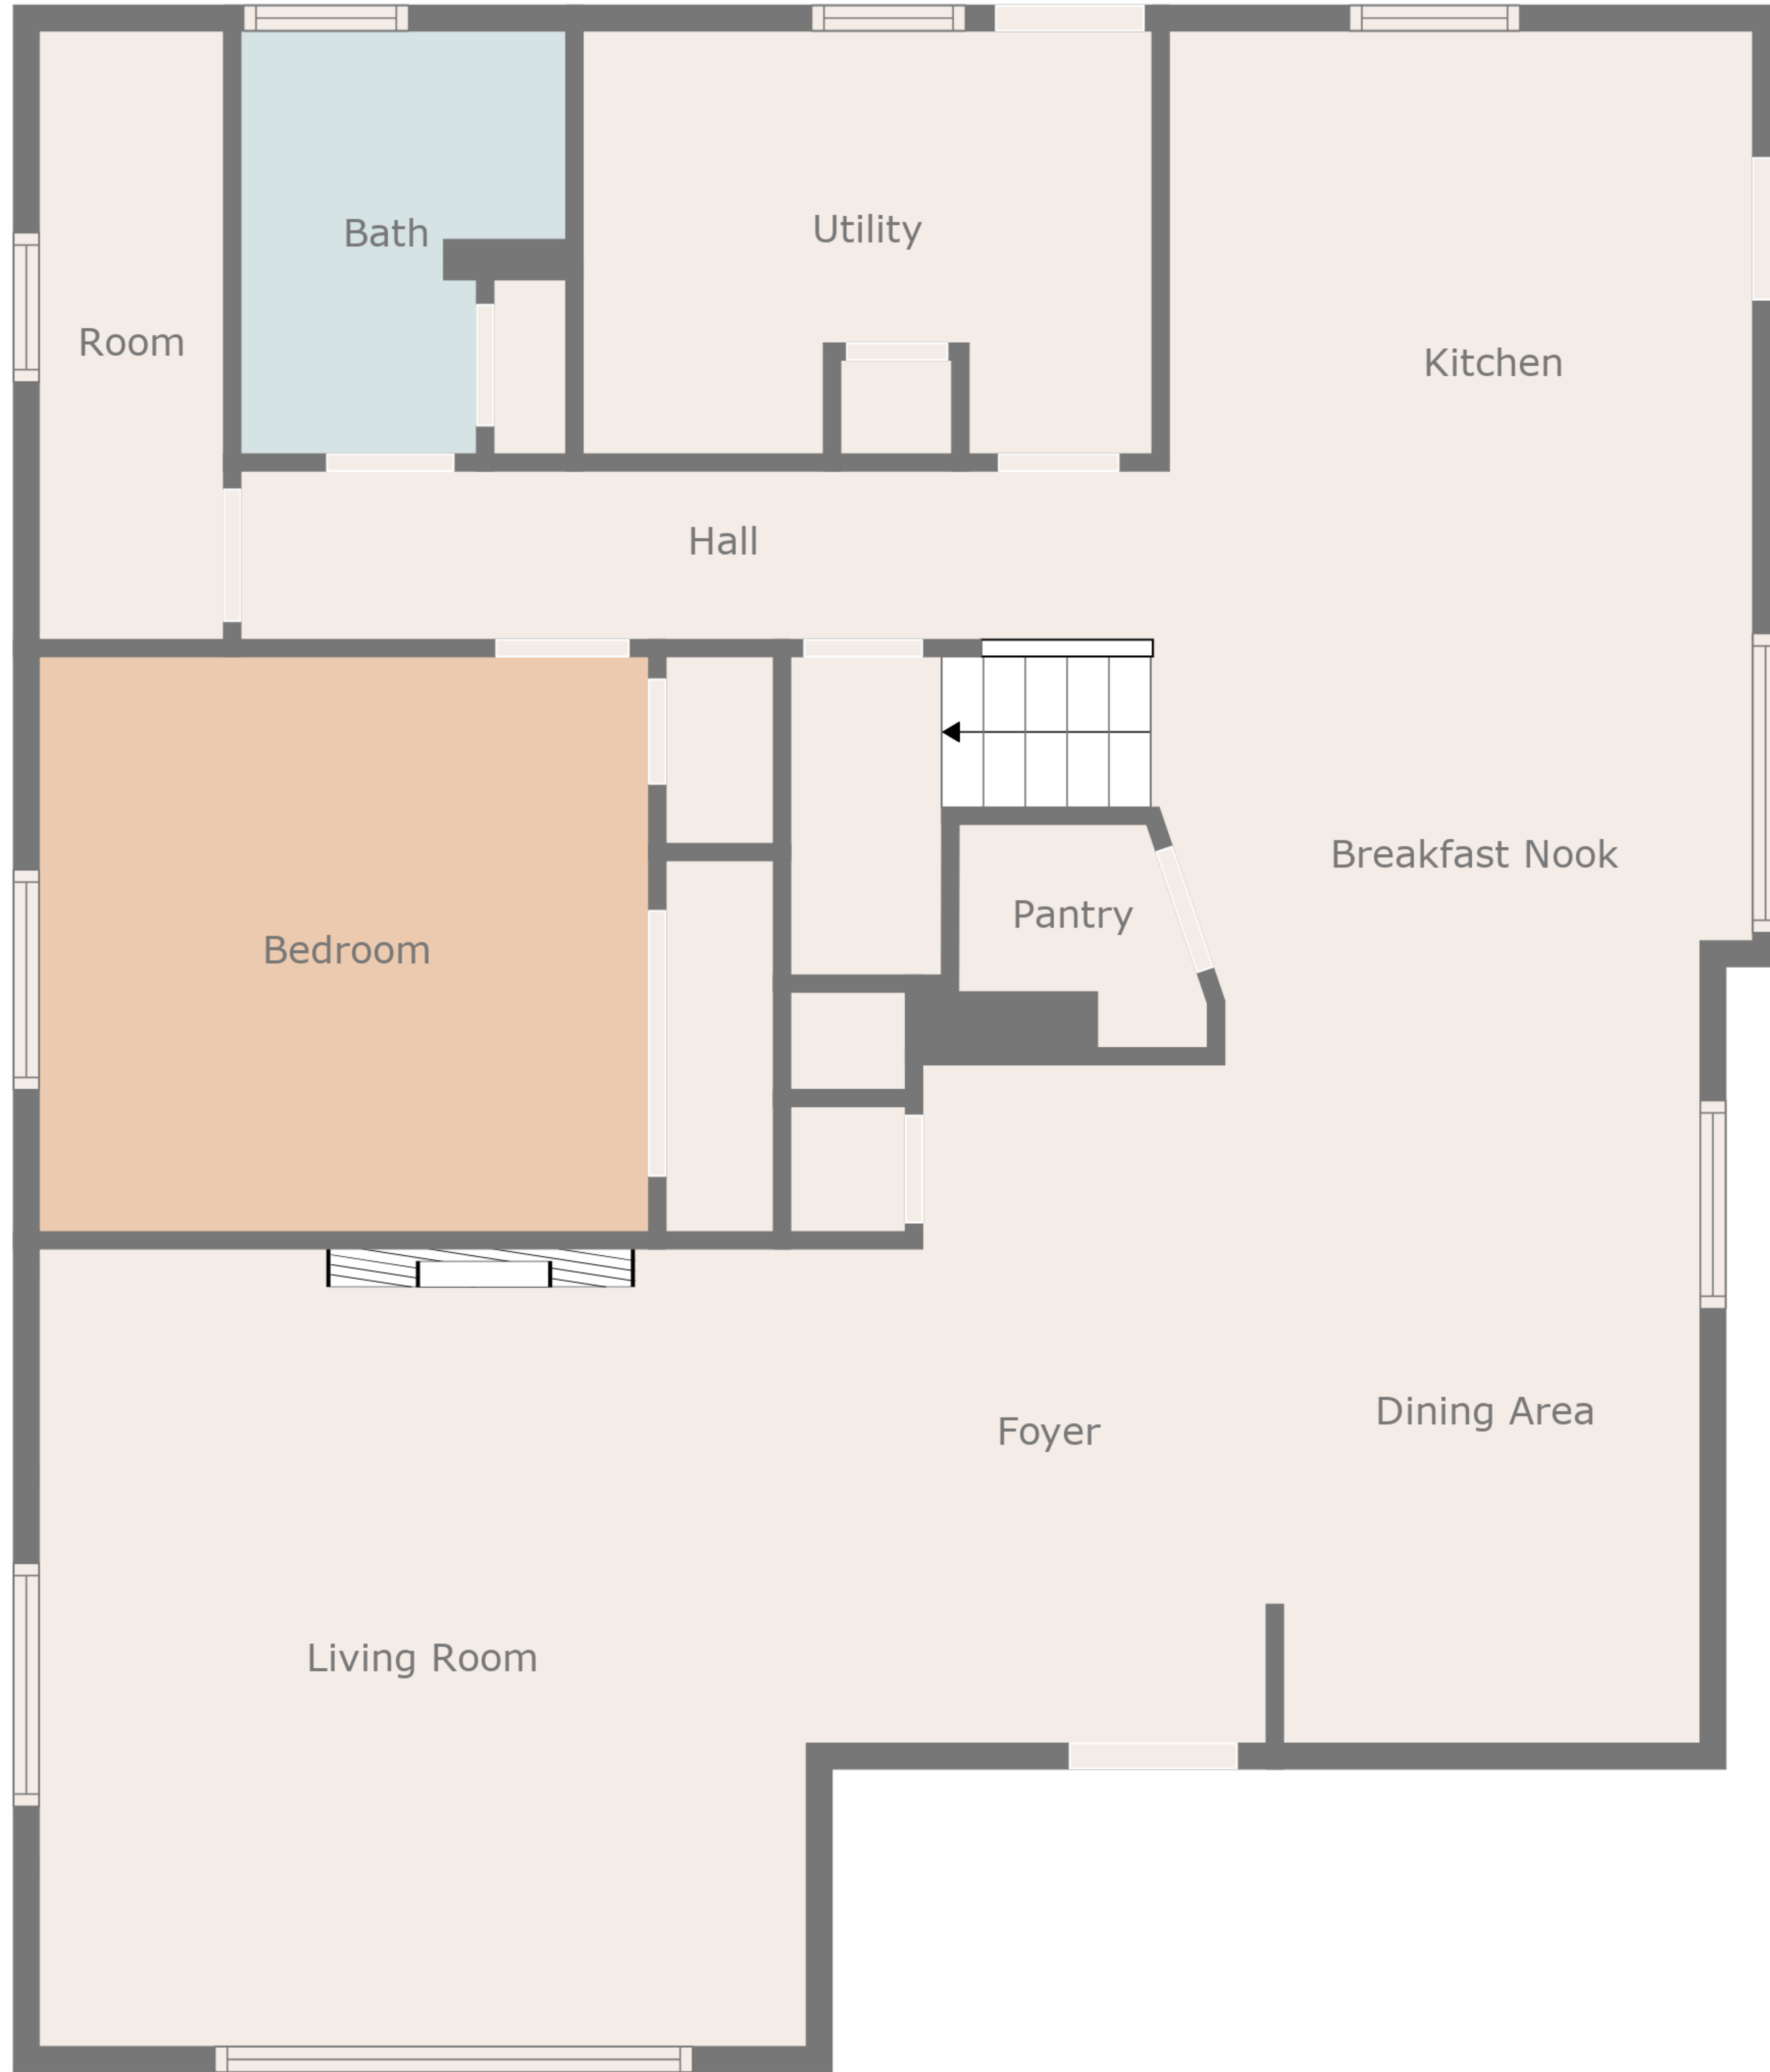 Bath
Utility
Room
Kitchen
Hall
Breakfast Nook
Pantry
Bedroom
Dining Area
Foyer
Living Room